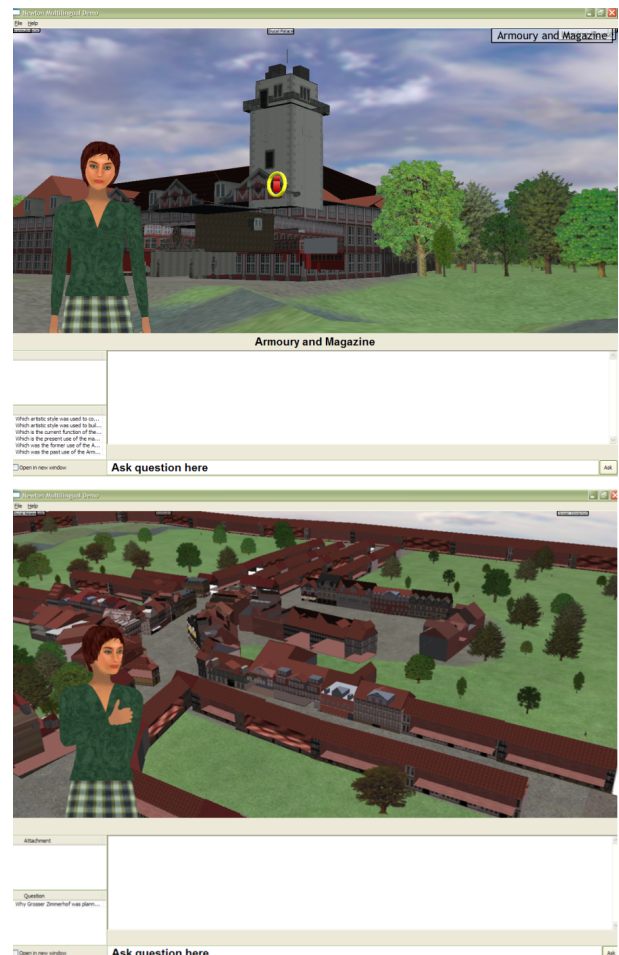 Newton Multilingual Demo
File Help
Armoury and Magazine
Armoury and Magazine
Which artistic style was used to co...
Which artistic style was used to buil...
Which is the current function of the...
Which is the present use of the ma...
Which was the former use of the A...
Which was the past use of the Arm...
Open in new window
Ask question here
Ask
Newton Multilingual Demo
File Help
Attachment
Question
Why Grosser Zimmerhof was plann...
Open in new window
Ask question here
Ask